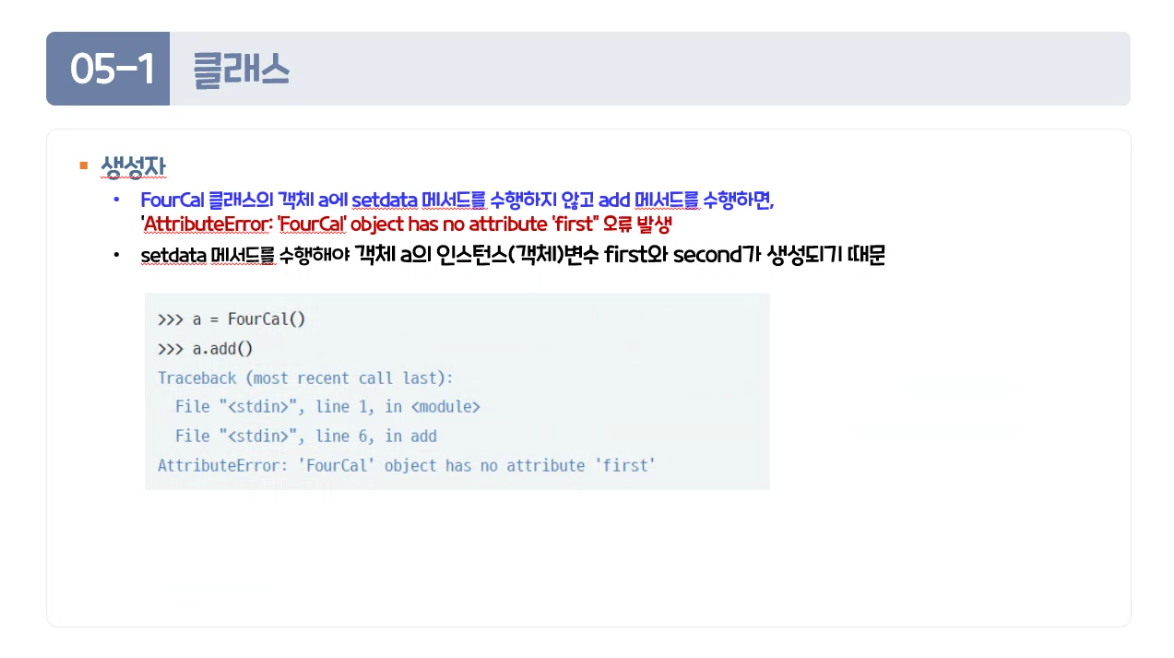 05-1 클래스
생성자
FourCal 클래스의 객체 a에 setdata 메서드를 수행하지 않고 add 메서드를 수행하면,
'AttributeError: 'FourCal' object has no attribute 'first'' 오류 발생
setdata 메서드를 수행해야 객체 a의 인스턴스(객체)변수 first와 second가 생성되기 때문
>>> a = FourCal()
>>> a.add()
Traceback (most recent call last):
  File "<stdin>", line 1, in <module>
  File "<stdin>", line 6, in add
AttributeError: 'FourCal' object has no attribute 'first'